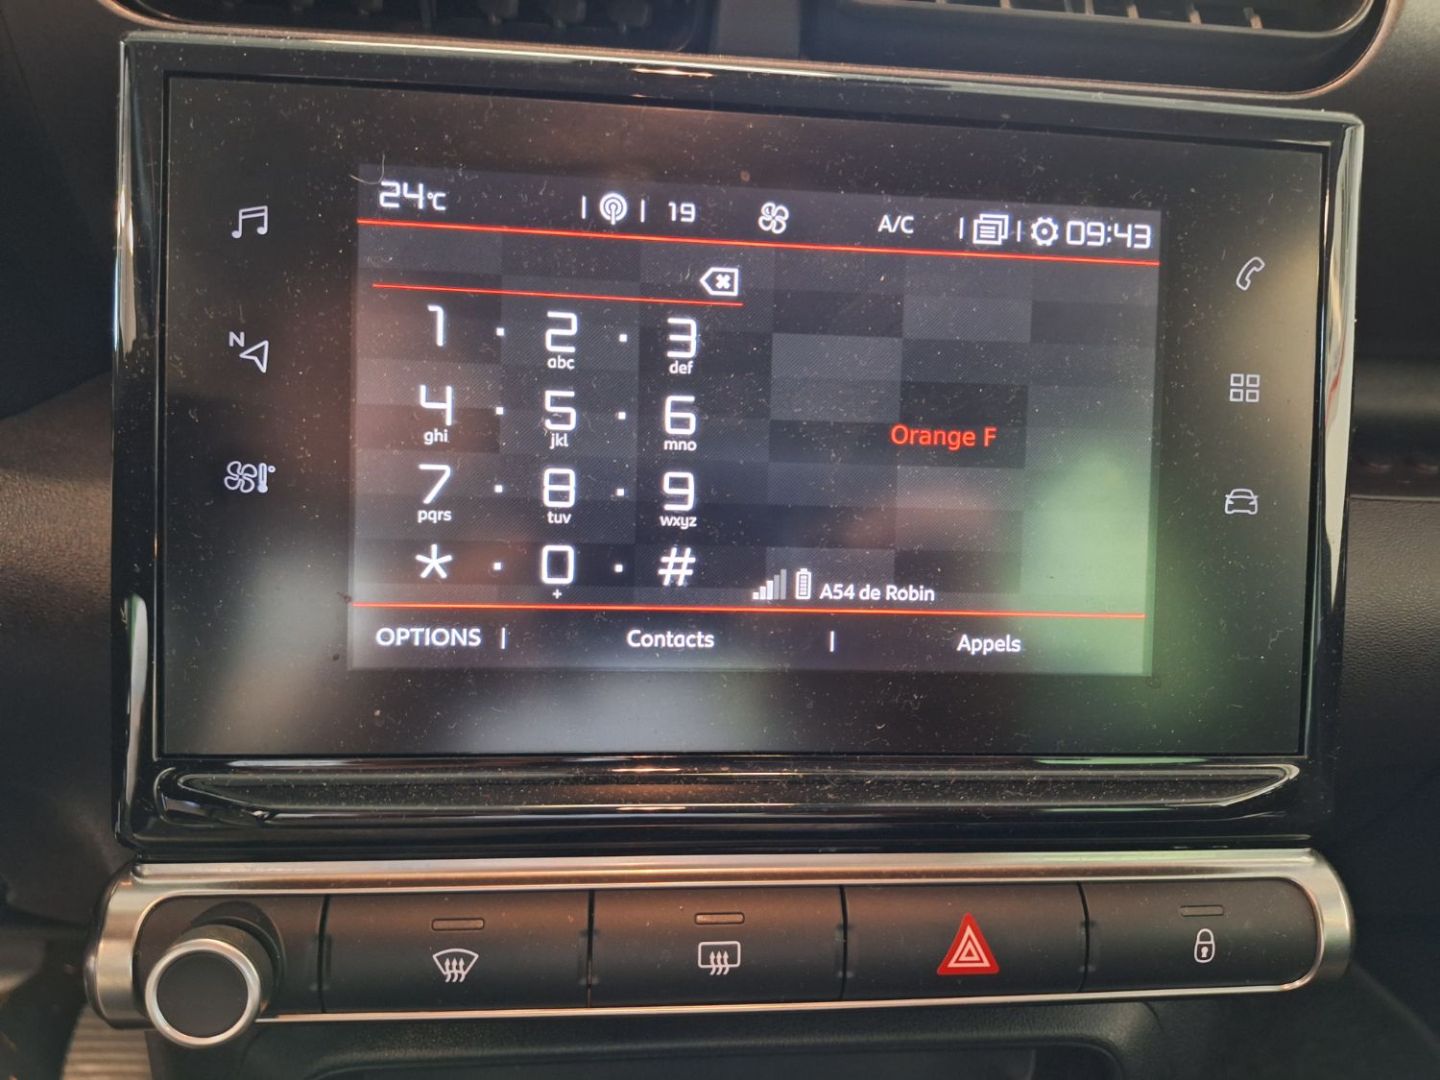 24°C 19 A/C 09:43
1 2 3
abc def
4 5 6
ghi jkl mno
Orange F
7 8 9
pqrs tuv wxyz
* 0 #
+
A54 de Robin
OPTIONS Contacts Appels
N